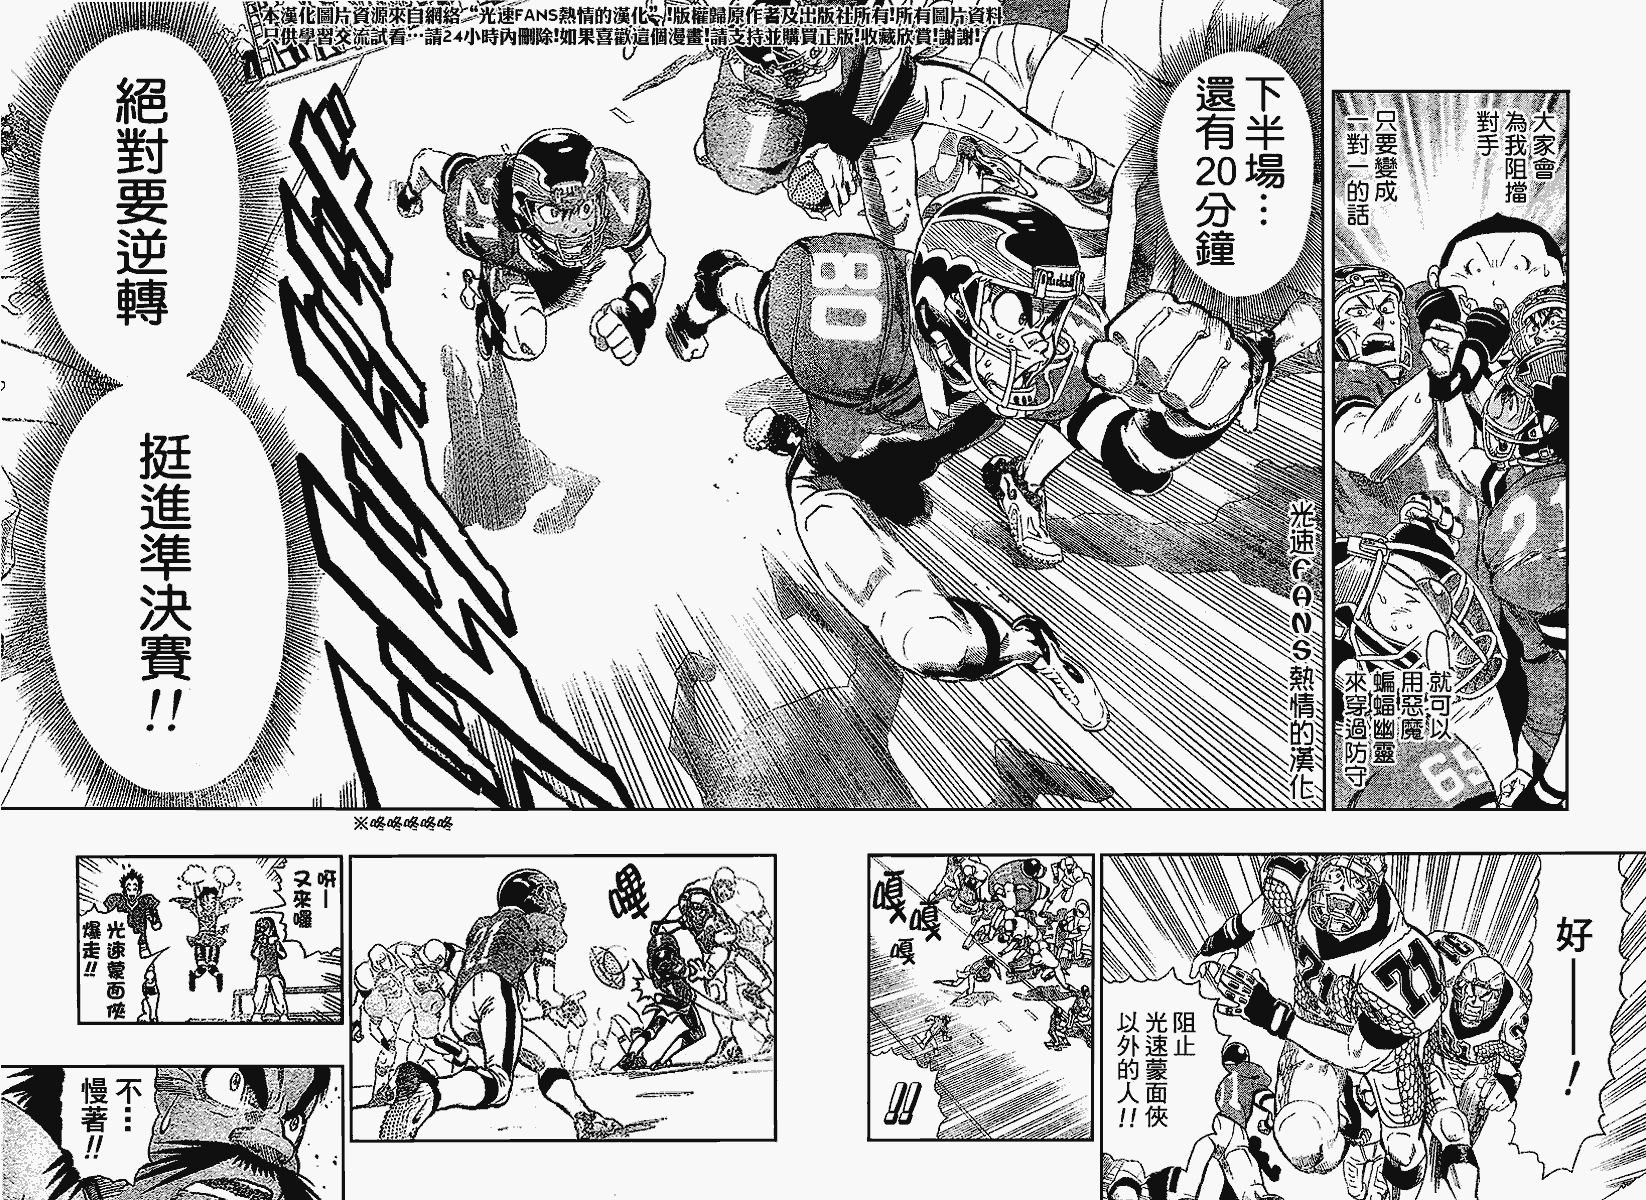 本漢化圖片資源來自網絡“光速FANS熱情的漢化”!版權歸原作者及出版社所有!所有圖片資料
只供學習交流試看…請24小時內刪除!如果喜歡這個漫畫!請支持並購買正版!收藏欣賞!謝謝!
大家會
為我阻擋
對手
只要變成
一對一的話
就可以
用惡魔
蝙蝠幽靈
來穿過防守
下半場…
還有20分鐘
絕對要逆轉
挺進準決賽!!
光速FANS熱情的漢化
80
1
2
65
※咚咚咚咚咚
好——!
71
71
阻止
光速蒙面俠
以外的人!!
嘎
嘎
嘎
!!
嗶
呀—
又來囉
光速蒙面俠
爆走!!
不…
慢著!!